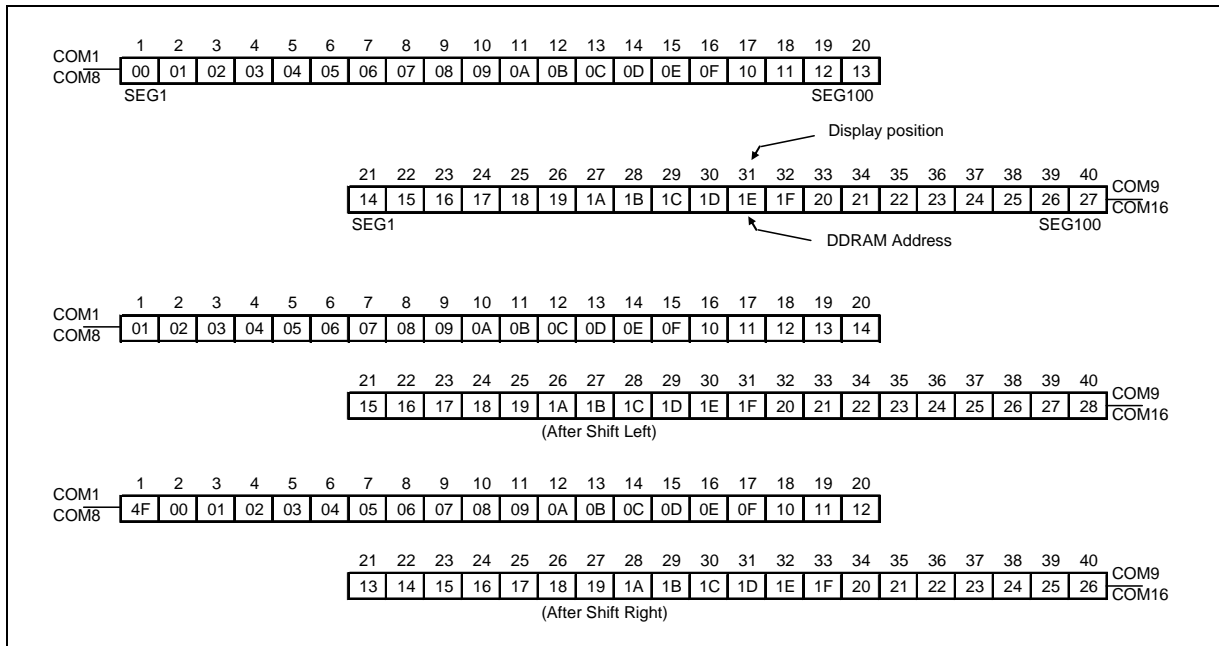 1 2 3 4 5 6 7 8 9 10 11 12 13 14 15 16 17 18 19 20
COM1
COM8
00 01 02 03 04 05 06 07 08 09 0A 0B 0C 0D 0E 0F 10 11 12 13
SEG1 SEG100
Display position
21 22 23 24 25 26 27 28 29 30 31 32 33 34 35 36 37 38 39 40
14 15 16 17 18 19 1A 1B 1C 1D 1E 1F 20 21 22 23 24 25 26 27
COM9
COM16
SEG1 SEG100
DDRAM Address
1 2 3 4 5 6 7 8 9 10 11 12 13 14 15 16 17 18 19 20
COM1
COM8
01 02 03 04 05 06 07 08 09 0A 0B 0C 0D 0E 0F 10 11 12 13 14
21 22 23 24 25 26 27 28 29 30 31 32 33 34 35 36 37 38 39 40
15 16 17 18 19 1A 1B 1C 1D 1E 1F 20 21 22 23 24 25 26 27 28
COM9
COM16
(After Shift Left)
1 2 3 4 5 6 7 8 9 10 11 12 13 14 15 16 17 18 19 20
COM1
COM8
4F 00 01 02 03 04 05 06 07 08 09 0A 0B 0C 0D 0E 0F 10 11 12
21 22 23 24 25 26 27 28 29 30 31 32 33 34 35 36 37 38 39 40
13 14 15 16 17 18 19 1A 1B 1C 1D 1E 1F 20 21 22 23 24 25 26
COM9
COM16
(After Shift Right)